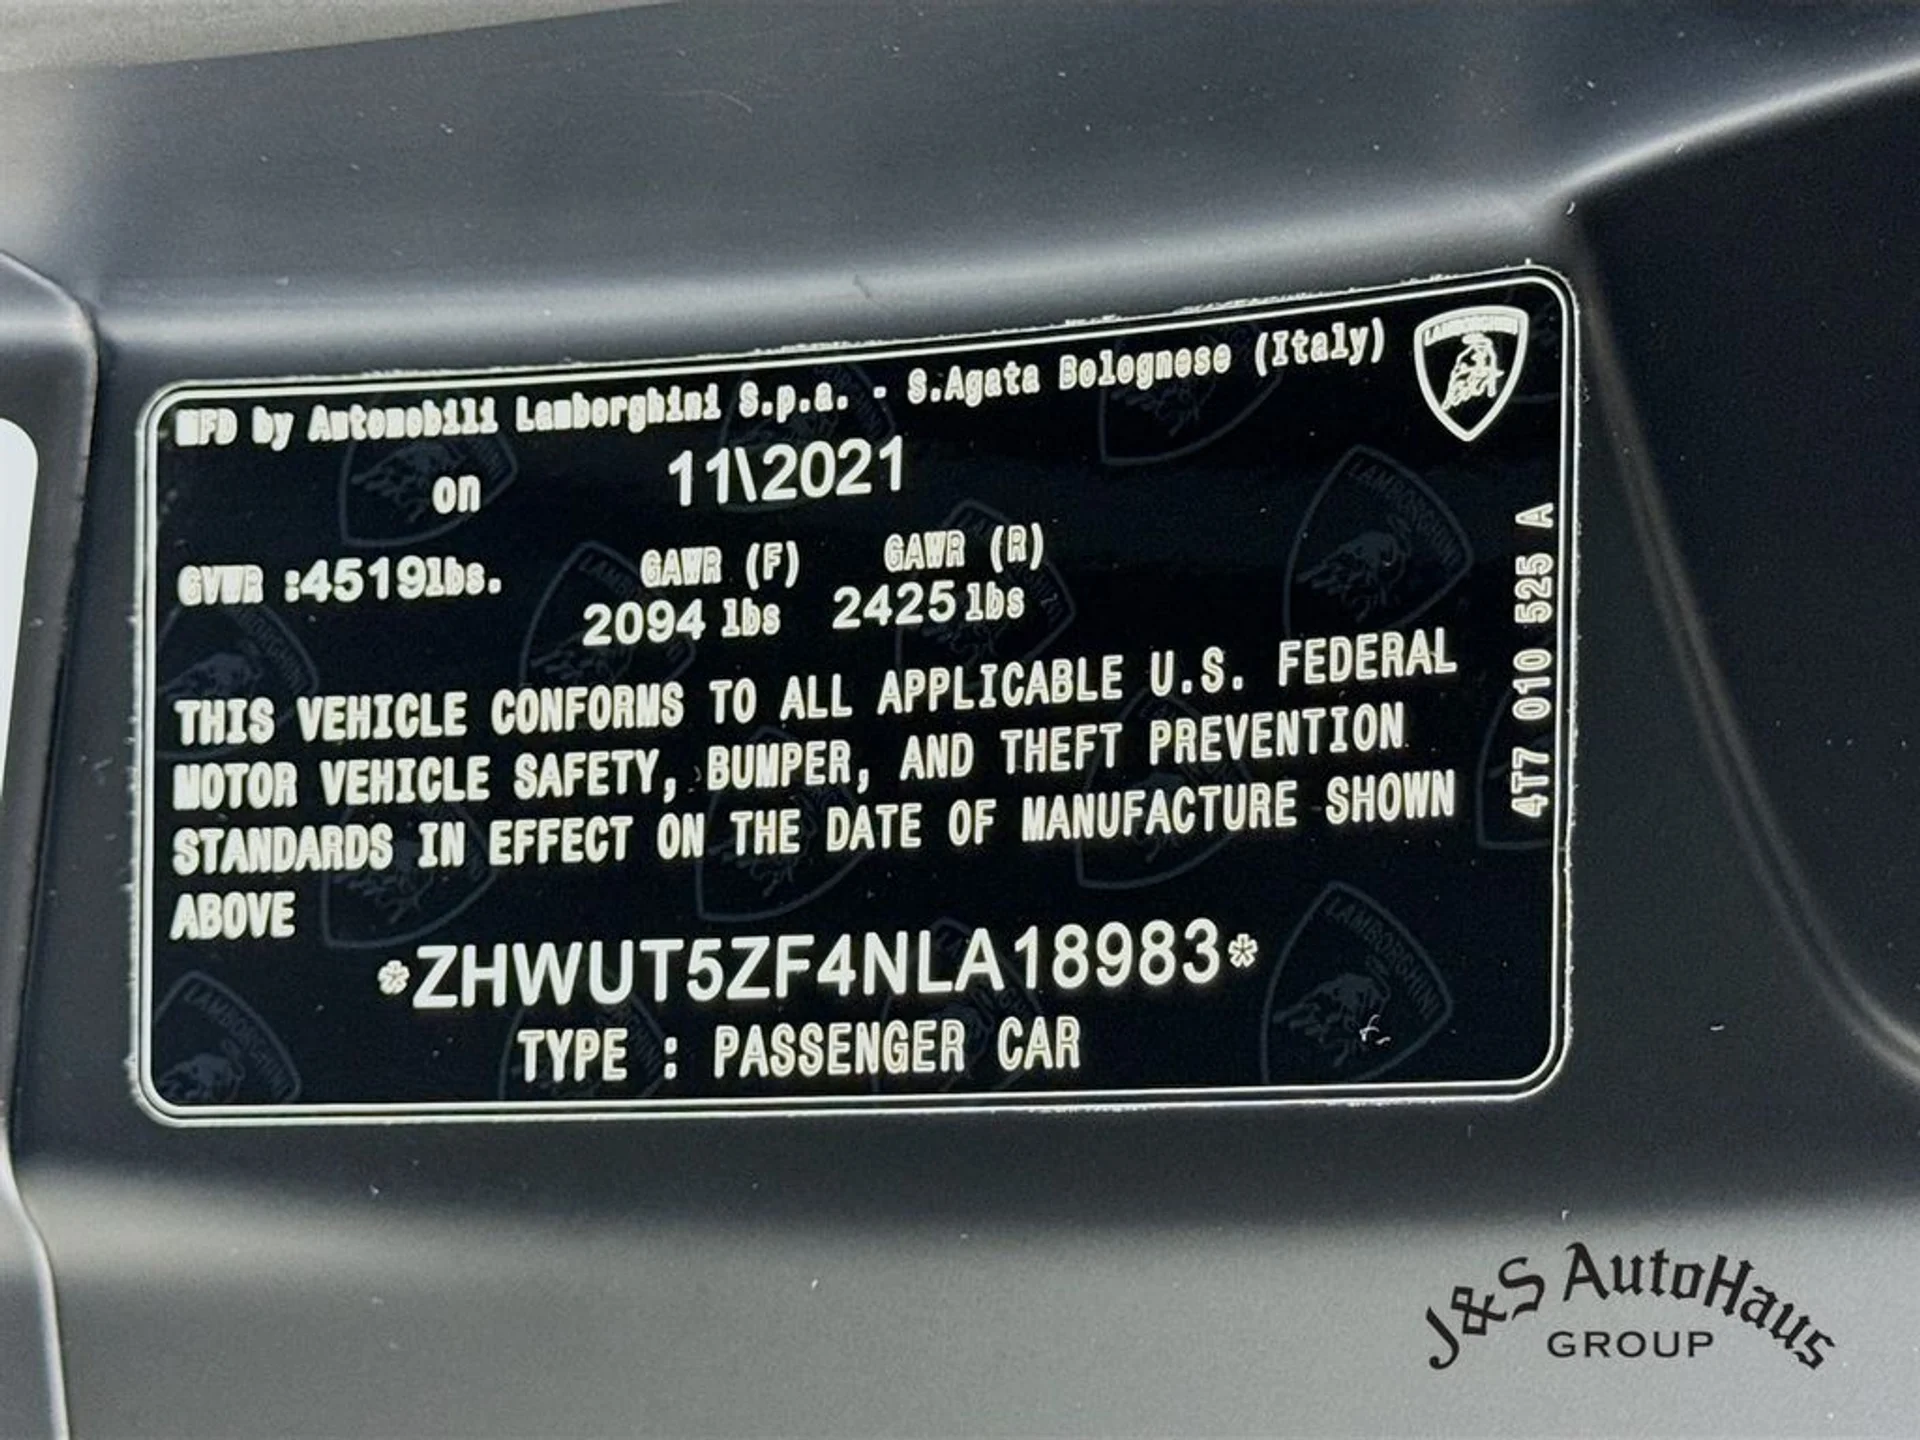 MFD by Automobili Lamborghini S.p.a. - S.Agata Bolognese (Italy)
LAMBORGHINI
on 11\2021
GVWR :4519lbs. GAWR (F) GAWR (R)
2094 lbs 2425 lbs
THIS VEHICLE CONFORMS TO ALL APPLICABLE U.S. FEDERAL
MOTOR VEHICLE SAFETY, BUMPER, AND THEFT PREVENTION
STANDARDS IN EFFECT ON THE DATE OF MANUFACTURE SHOWN
ABOVE
*ZHWUT5ZF4NLA18983*
TYPE : PASSENGER CAR
4T7 010 525 A
J&S AutoHaus
GROUP